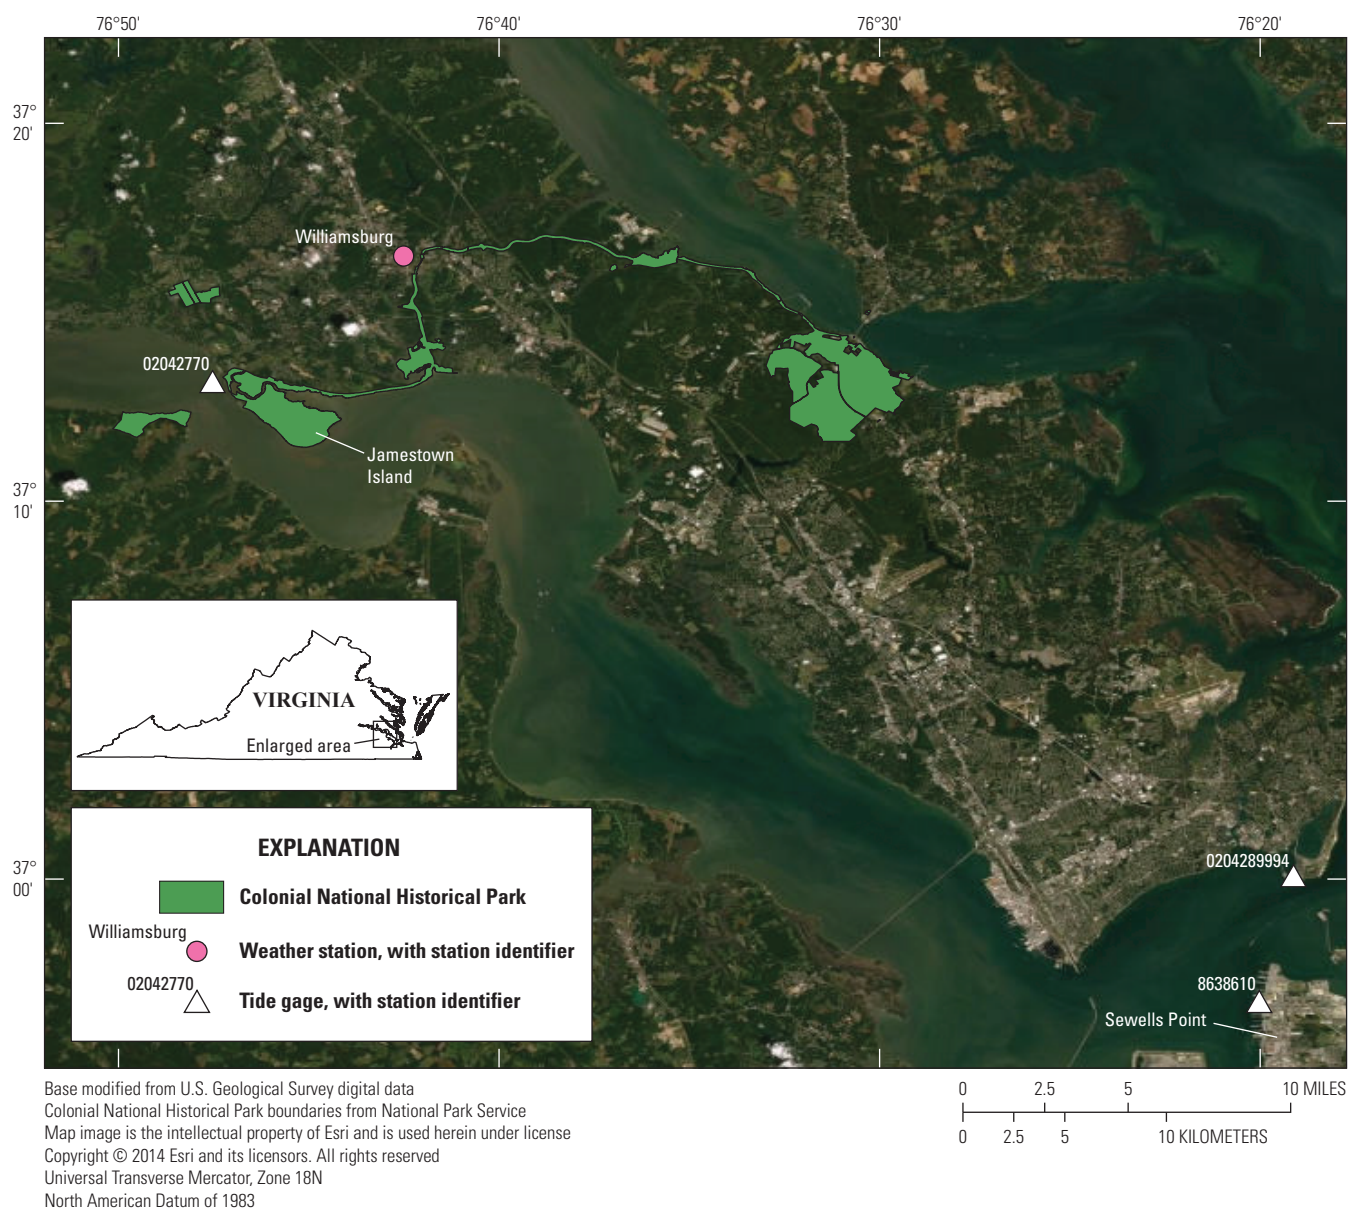 76°50' 76°40' 76°30' 76°20'
37°
20'
Williamsburg
02042770
Jamestown
Island
37°
10'
VIRGINIA
Enlarged area
EXPLANATION
37°
00'
0204289994
Colonial National Historical Park
Williamsburg
Weather station, with station identifier
02042770
Tide gage, with station identifier
8638610
Sewells Point
Base modified from U.S. Geological Survey digital data
Colonial National Historical Park boundaries from National Park Service
Map image is the intellectual property of Esri and is used herein under license
Copyright © 2014 Esri and its licensors. All rights reserved
Universal Transverse Mercator, Zone 18N
North American Datum of 1983
0 2.5 5 10 MILES
0 2.5 5 10 KILOMETERS